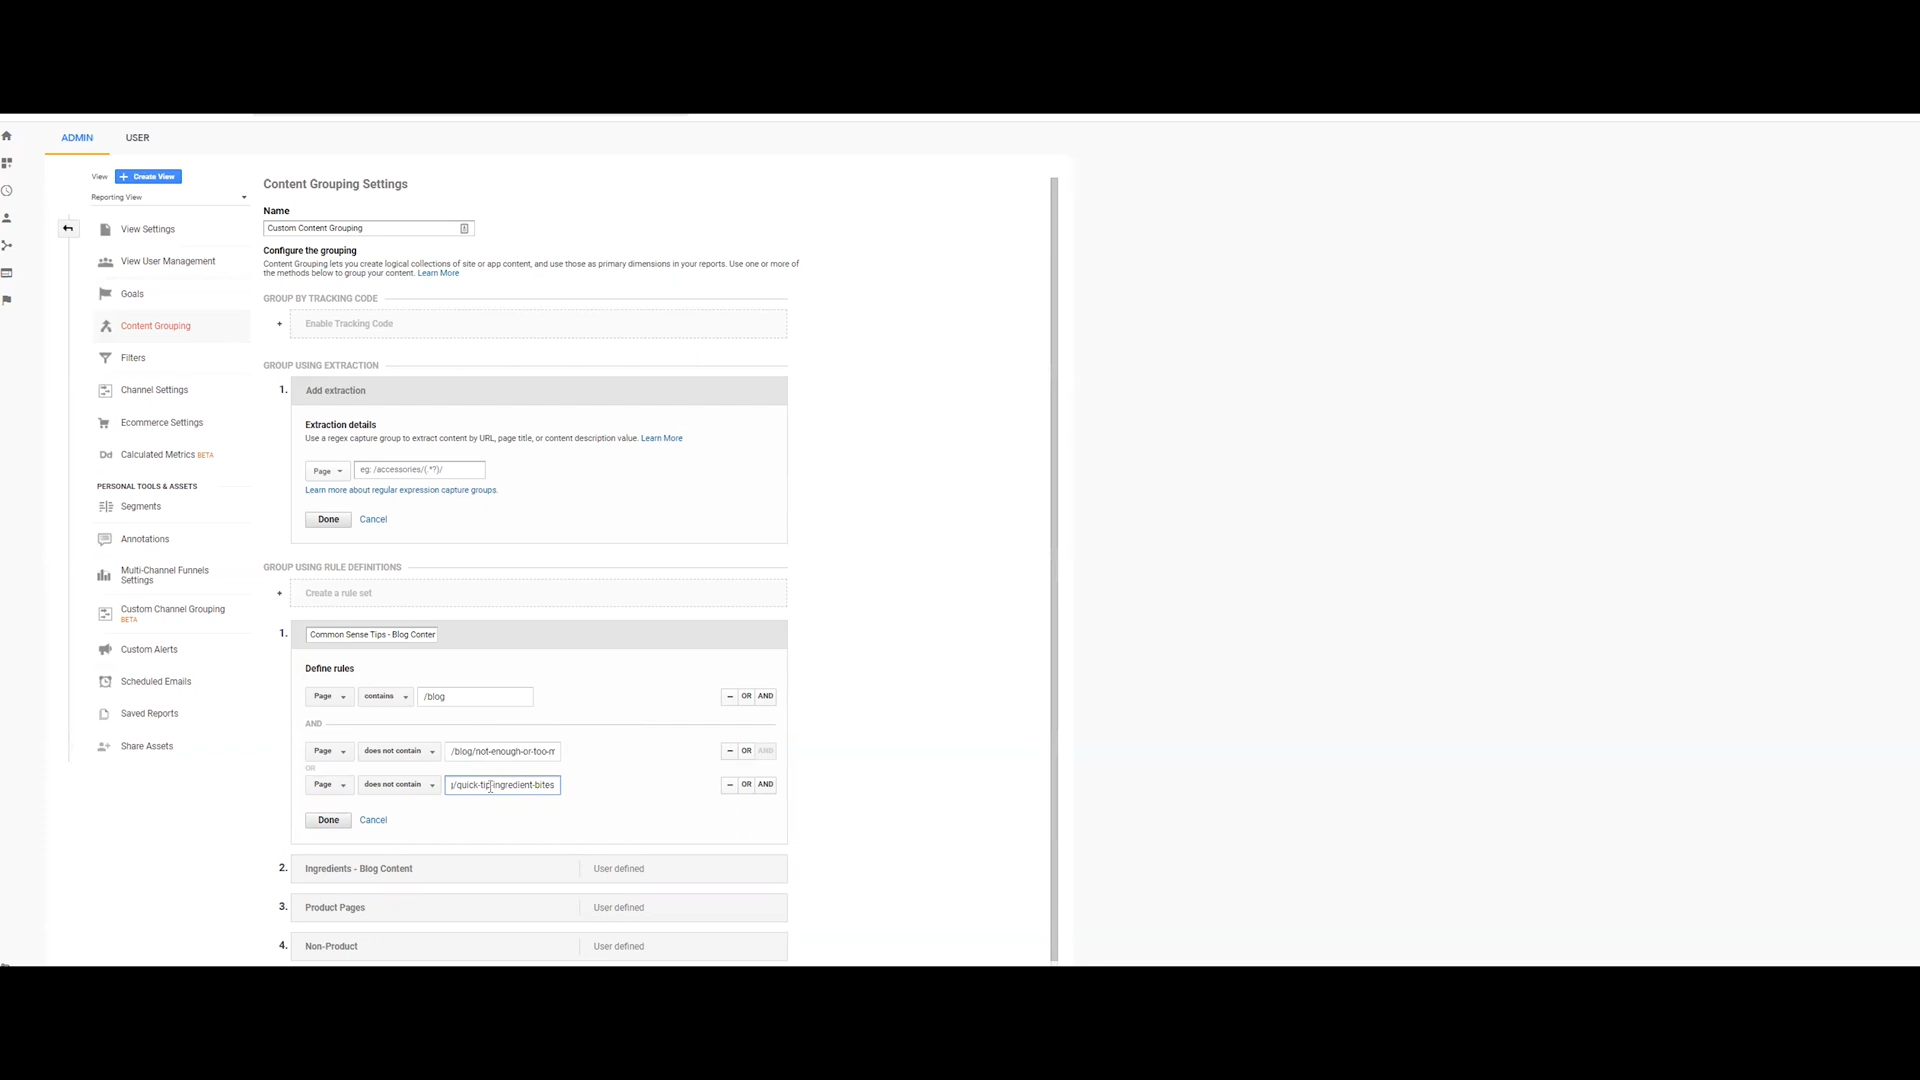 ADMIN USER
View + Create View
Reporting View
View Settings
View User Management
Goals
Content Grouping
Filters
Channel Settings
Ecommerce Settings
Dd Calculated Metrics BETA
PERSONAL TOOLS & ASSETS
Segments
Annotations
Multi-Channel Funnels
Settings
Custom Channel Grouping
BETA
Custom Alerts
Scheduled Emails
Saved Reports
Share Assets
Content Grouping Settings
Name
Custom Content Grouping
Configure the grouping
Content Grouping lets you create logical collections of site or app content, and use those as primary dimensions in your reports. Use one or more of
the methods below to group your content. Learn More
GROUP BY TRACKING CODE
+ Enable Tracking Code
GROUP USING EXTRACTION
1. Add extraction
Extraction details
Use a regex capture group to extract content by URL, page title, or content description value. Learn More
Page eg: /accessories/(.*?)/
Learn more about regular expression capture groups.
Done Cancel
GROUP USING RULE DEFINITIONS
+ Create a rule set
1. Common Sense Tips - Blog Conter
Define rules
Page contains /blog − OR AND
AND
Page does not contain /blog/not-enough-or-too-m − OR AND
OR
Page does not contain /quick-tip-ingredient-bites − OR AND
Done Cancel
2. Ingredients - Blog Content User defined
3. Product Pages User defined
4. Non-Product User defined